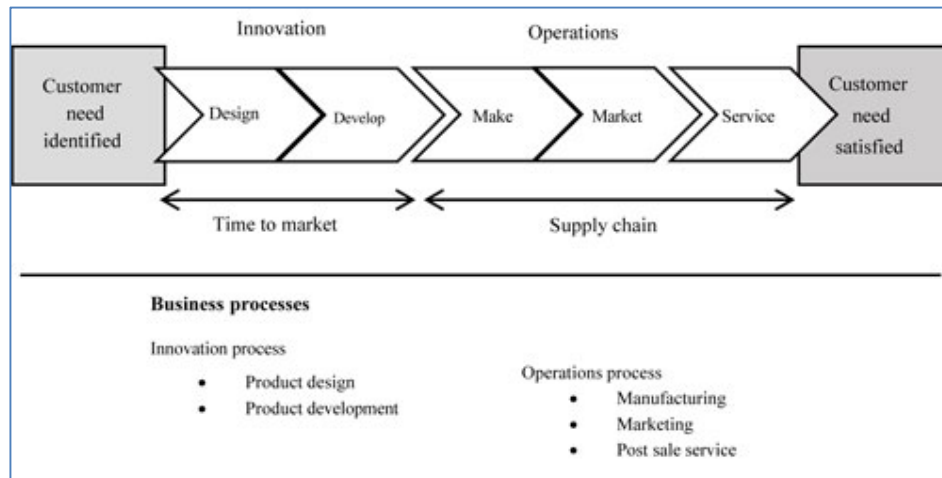 Innovation
Operations
Customer
need
identified
Design
Develop
Make
Market
Service
Customer
need
satisfied
Time to market
Supply chain
Business processes
Innovation process
• Product design
• Product development
Operations process
• Manufacturing
• Marketing
• Post sale service